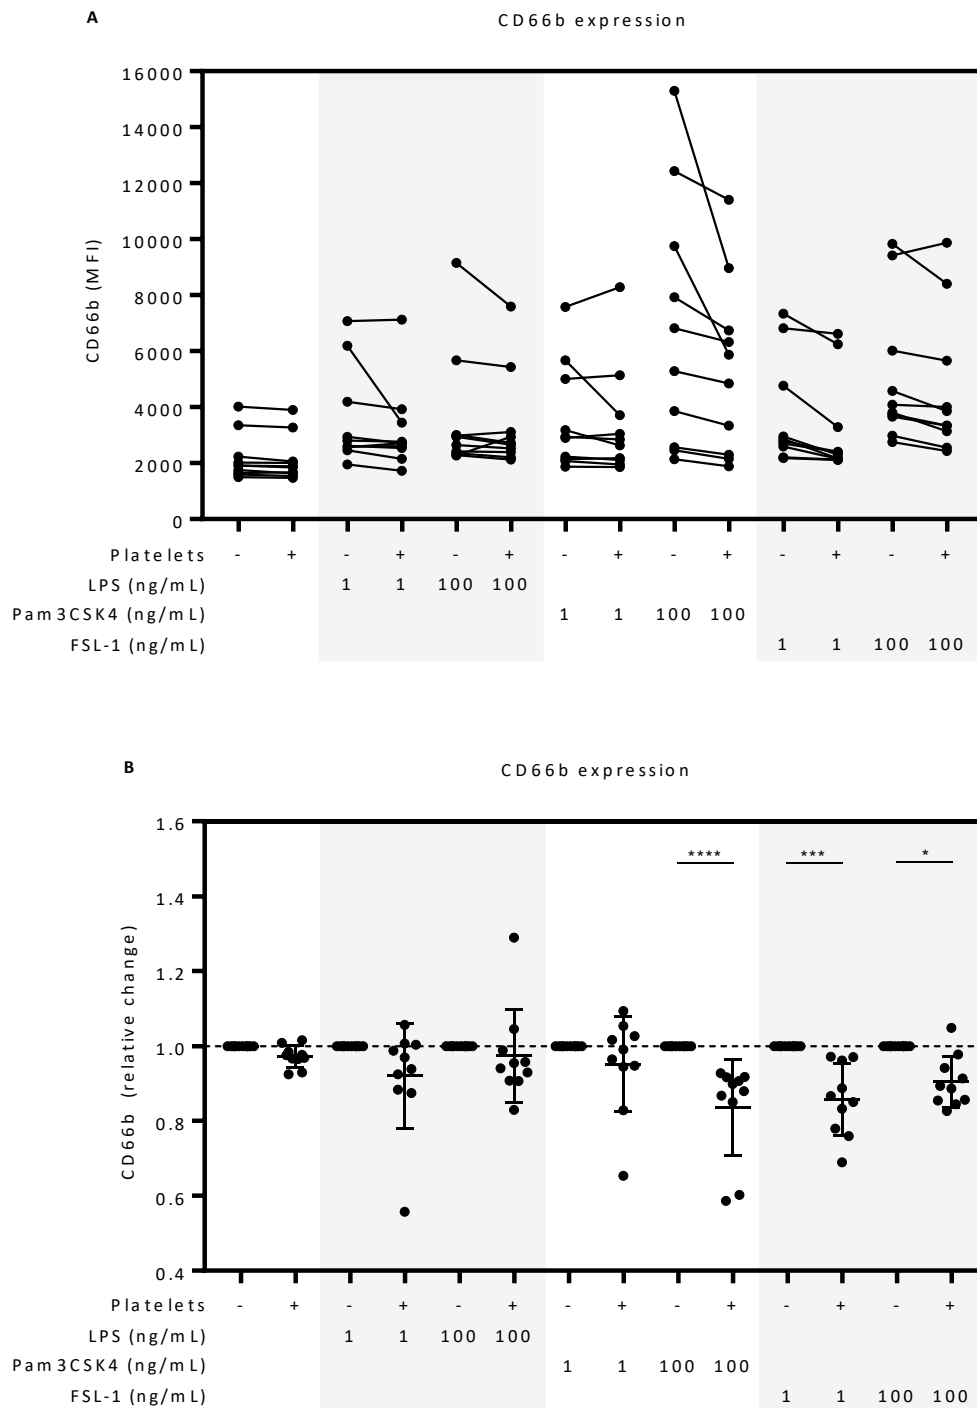 A
CD66b expression
16000
14000
12000
10000
8000
6000
4000
2000
0
CD66b (MFI)
Platelets - + - + - + - + - + - + - +
LPS (ng/mL) 1 1 100 100
Pam3CSK4 (ng/mL) 1 1 100 100
FSL-1 (ng/mL) 1 1 100 100
B
CD66b expression
1.6
1.4
1.2
1.0
0.8
0.6
0.4
CD66b (relative change)
**** *** *
Platelets - + - + - + - + - + - + - +
LPS (ng/mL) 1 1 100 100
Pam3CSK4 (ng/mL) 1 1 100 100
FSL-1 (ng/mL) 1 1 100 100